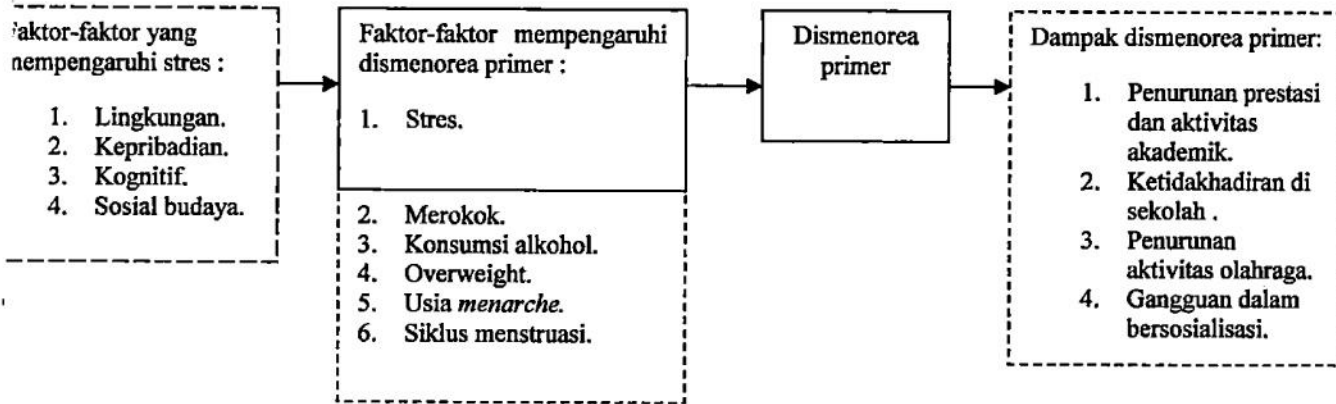 aktor-faktor yang
mempengaruhi stres :
1. Lingkungan.
2. Kepribadian.
3. Kognitif.
4. Sosial budaya.
Faktor-faktor mempengaruhi
dismenorea primer :
1. Stres.
2. Merokok.
3. Konsumsi alkohol.
4. Overweight.
5. Usia menarche.
6. Siklus menstruasi.
Dismenorea
primer
Dampak dismenorea primer:
1. Penurunan prestasi
dan aktivitas
akademik.
2. Ketidakhadiran di
sekolah .
3. Penurunan
aktivitas olahraga.
4. Gangguan dalam
bersosialisasi.